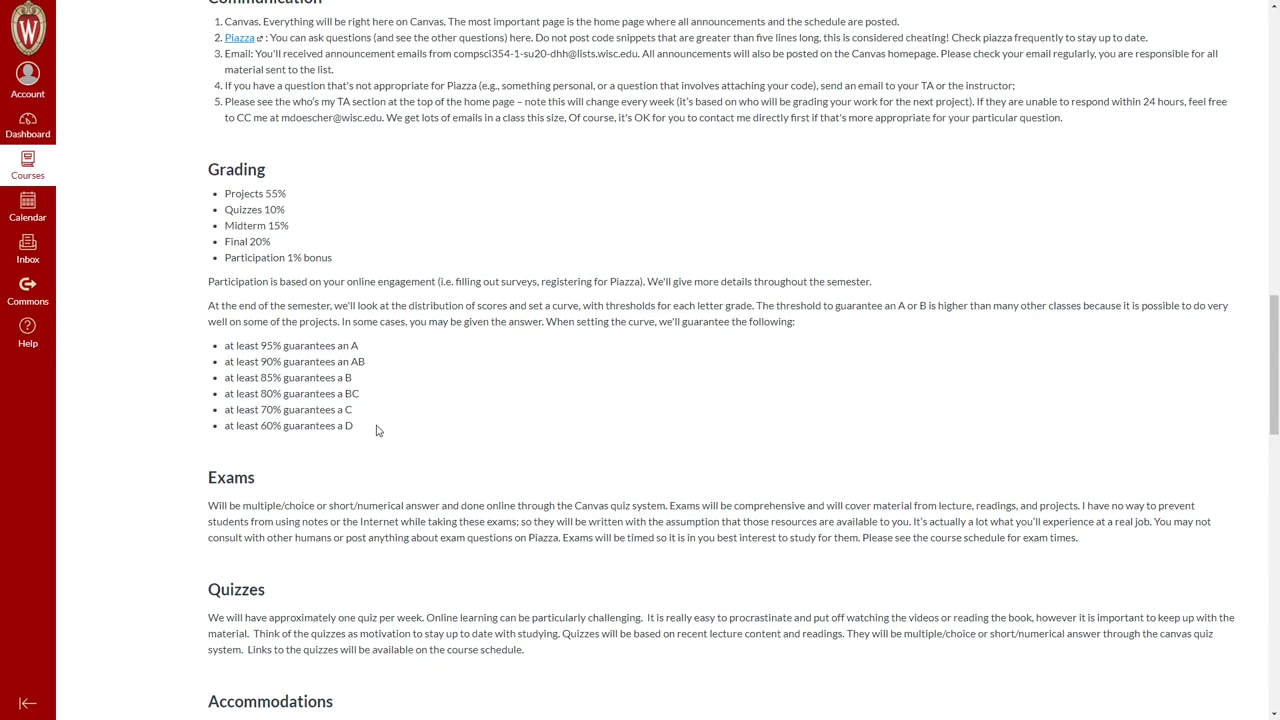 Communication
1. Canvas. Everything will be right here on Canvas. The most important page is the home page where all announcements and the schedule are posted.
2. Piazza : You can ask questions (and see the other questions) here. Do not post code snippets that are greater than five lines long, this is considered cheating! Check piazza frequently to stay up to date.
3. Email: You'll received announcement emails from compsci354-1-su20-dhh@lists.wisc.edu. All announcements will also be posted on the Canvas homepage. Please check your email regularly, you are responsible for all
material sent to the list.
4. If you have a question that's not appropriate for Piazza (e.g., something personal, or a question that involves attaching your code), send an email to your TA or the instructor;
5. Please see the who's my TA section at the top of the home page – note this will change every week (it's based on who will be grading your work for the next project). If they are unable to respond within 24 hours, feel free
to CC me at mdoescher@wisc.edu. We get lots of emails in a class this size, Of course, it's OK for you to contact me directly first if that's more appropriate for your particular question.
W
Account
Dashboard
Courses
Calendar
Inbox
Commons
Help
Grading
• Projects 55%
• Quizzes 10%
• Midterm 15%
• Final 20%
• Participation 1% bonus
Participation is based on your online engagement (i.e. filling out surveys, registering for Piazza). We'll give more details throughout the semester.
At the end of the semester, we'll look at the distribution of scores and set a curve, with thresholds for each letter grade. The threshold to guarantee an A or B is higher than many other classes because it is possible to do very
well on some of the projects. In some cases, you may be given the answer. When setting the curve, we'll guarantee the following:
• at least 95% guarantees an A
• at least 90% guarantees an AB
• at least 85% guarantees a B
• at least 80% guarantees a BC
• at least 70% guarantees a C
• at least 60% guarantees a D
Exams
Will be multiple/choice or short/numerical answer and done online through the Canvas quiz system. Exams will be comprehensive and will cover material from lecture, readings, and projects. I have no way to prevent
students from using notes or the Internet while taking these exams; so they will be written with the assumption that those resources are available to you. It's actually a lot what you'll experience at a real job. You may not
consult with other humans or post anything about exam questions on Piazza. Exams will be timed so it is in you best interest to study for them. Please see the course schedule for exam times.
Quizzes
We will have approximately one quiz per week. Online learning can be particularly challenging. It is really easy to procrastinate and put off watching the videos or reading the book, however it is important to keep up with the
material. Think of the quizzes as motivation to stay up to date with studying. Quizzes will be based on recent lecture content and readings. They will be multiple/choice or short/numerical answer through the canvas quiz
system. Links to the quizzes will be available on the course schedule.
Accommodations